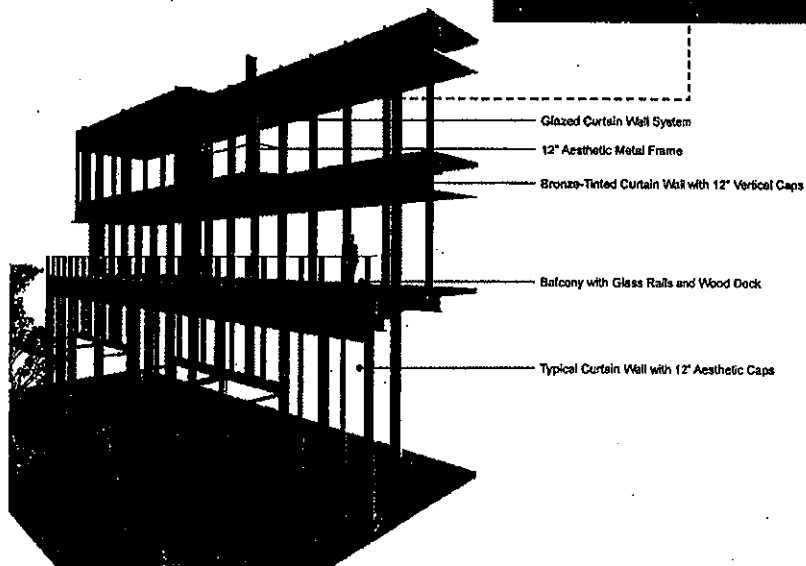 Glazed Curtain Wall System
12" Aesthetic Metal Frame
Bronze-Tinted Curtain Wall with 12" Vertical Caps
Balcony with Glass Rails and Wood Deck
Typical Curtain Wall with 12" Aesthetic Caps